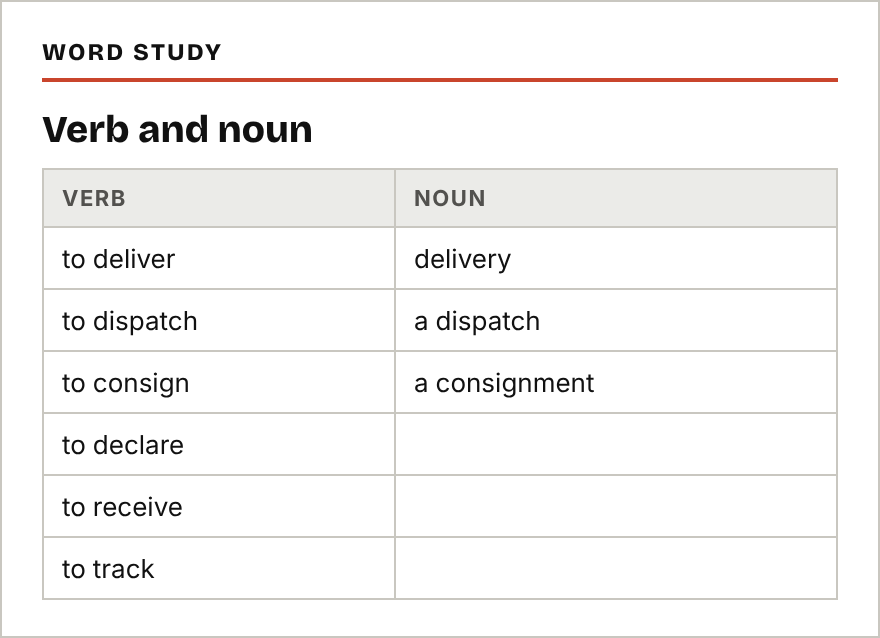 WORD STUDY
Verb and noun
VERB NOUN
to deliver delivery
to dispatch a dispatch
to consign a consignment
to declare
to receive
to track